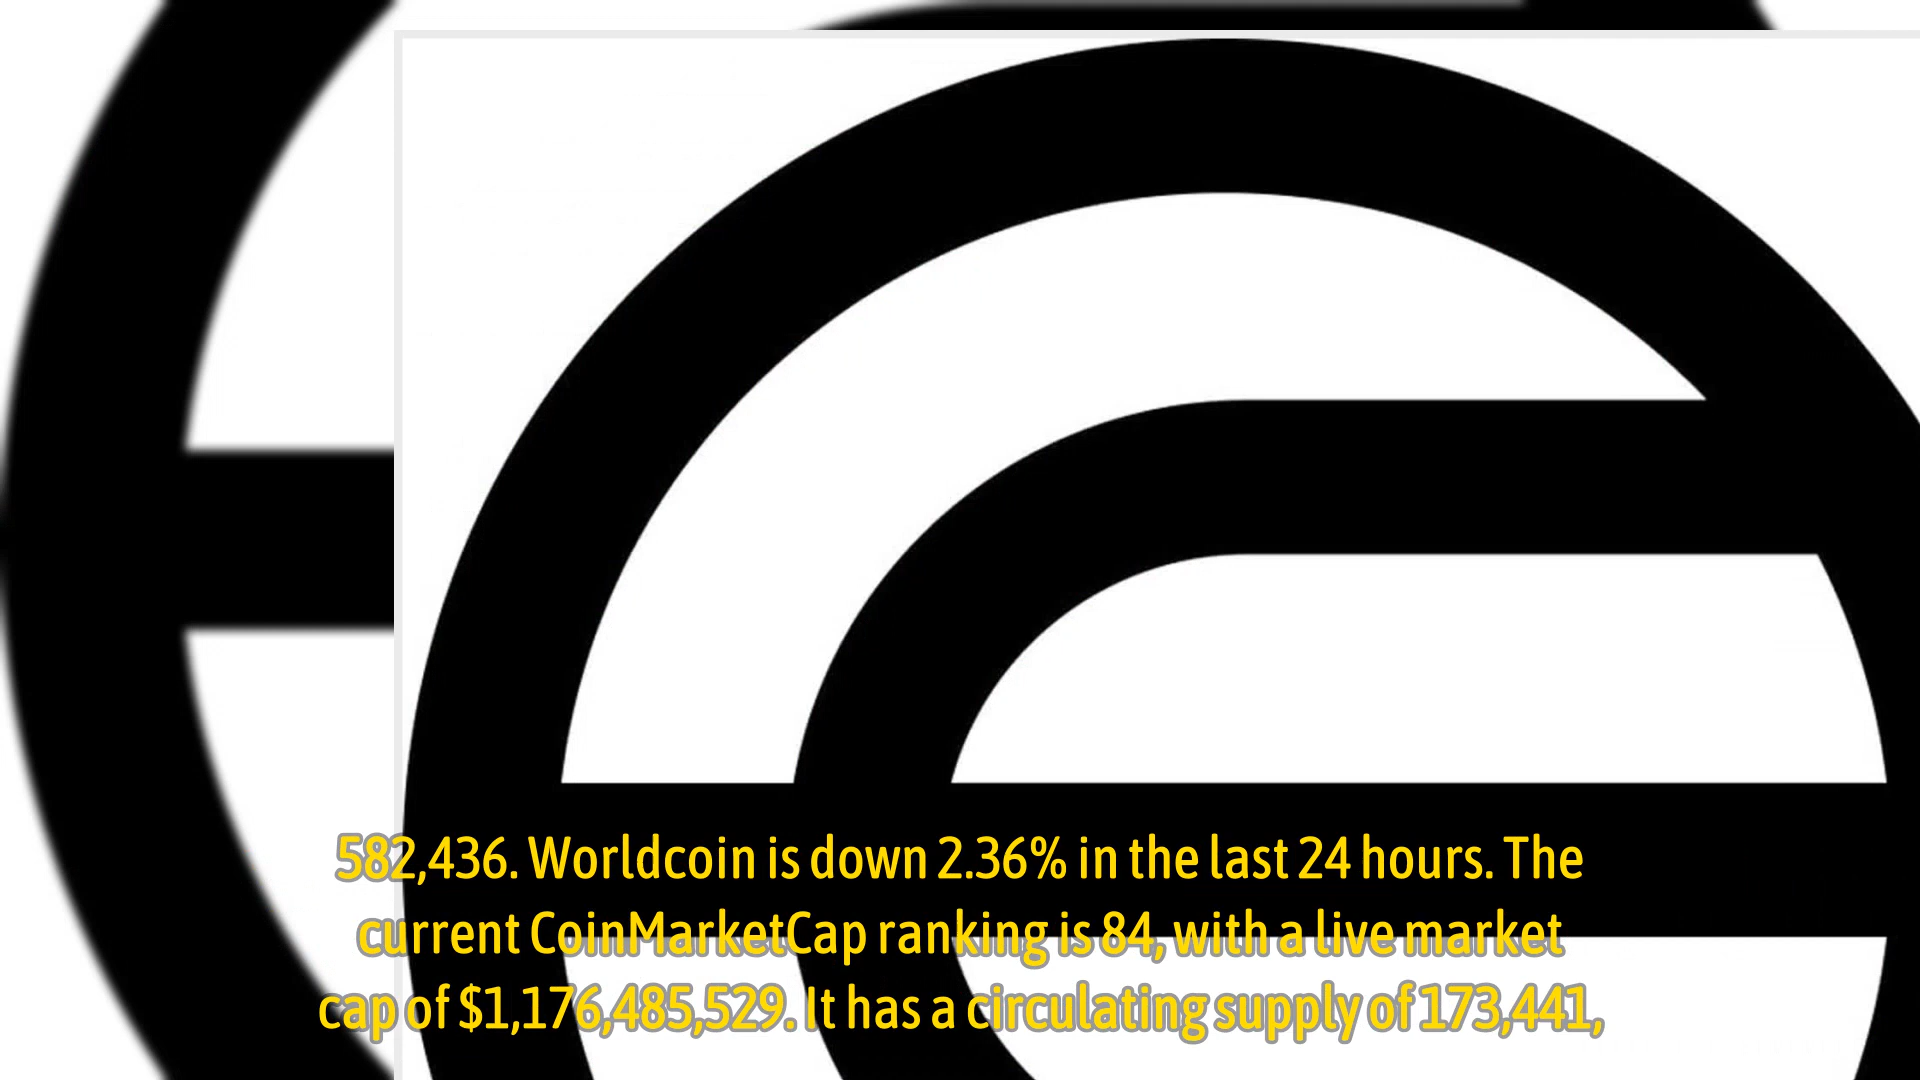 582,436. Worldcoin is down 2.36% in the last 24 hours. The
current CoinMarketCap ranking is 84, with a live market
cap of $1,176,485,529. It has a circulating supply of 173,441,